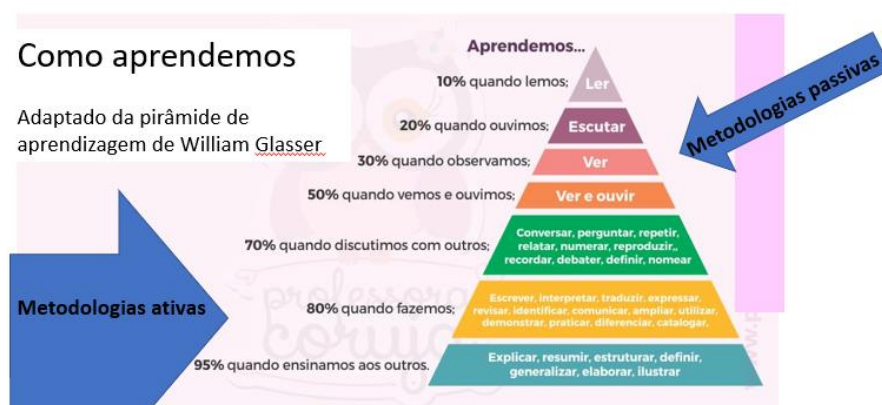 Como aprendemos
Adaptado da pirâmide de
aprendizagem de William Glasser
Aprendemos...
10% quando lemos;
Ler
20% quando ouvimos;
Escutar
30% quando observamos;
Ver
50% quando vemos e ouvimos;
Ver e ouvir
70% quando discutimos com outros;
Conversar, perguntar, repetir,
relatar, numerar, reproduzir,,
recordar, debater, definir, nomear
80% quando fazemos;
Escrever, interpretar, traduzir, expressar,
revisar, identificar, comunicar, ampliar, utilizar,
demonstrar, praticar, diferenciar, catalogar,
95% quando ensinamos aos outros.
Explicar, resumir, estruturar, definir,
generalizar, elaborar, ilustrar
Metodologias passivas
Metodologias ativas
professora
coruja